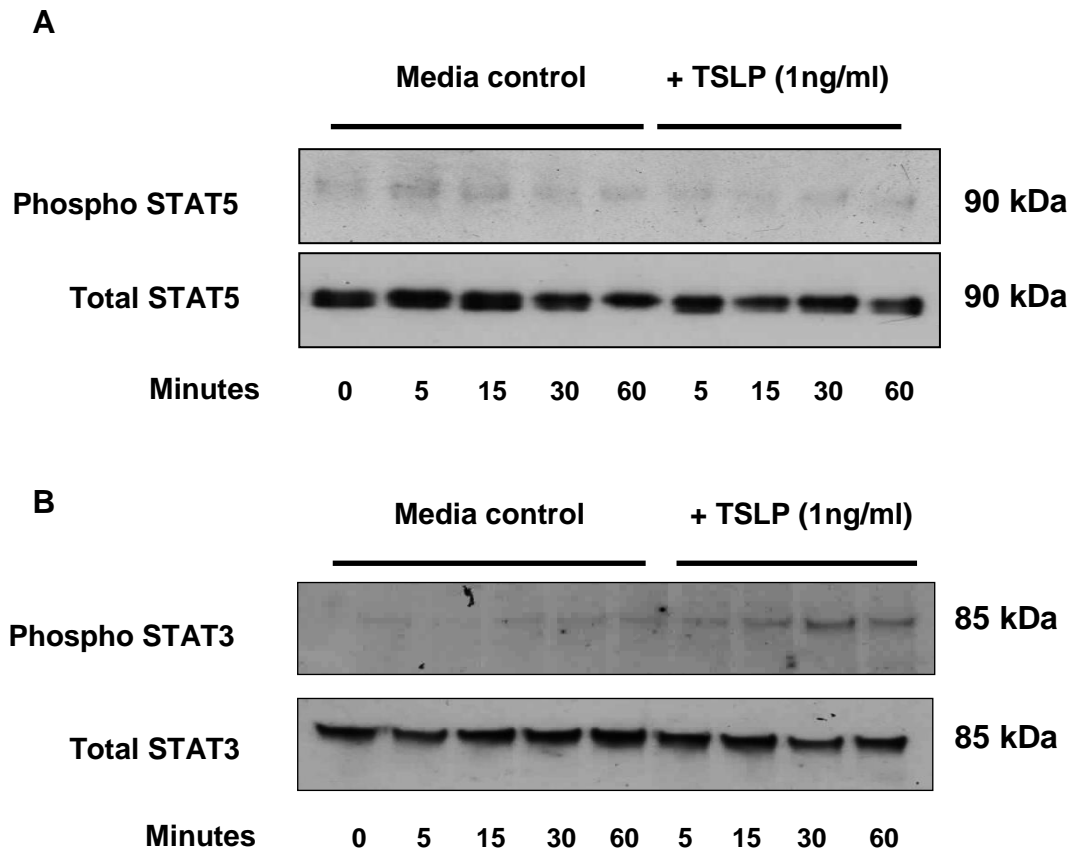 A
Media control + TSLP (1ng/ml)
Phospho STAT5 90 kDa
Total STAT5 90 kDa
Minutes 0 5 15 30 60 5 15 30 60
B
Media control + TSLP (1ng/ml)
Phospho STAT3 85 kDa
Total STAT3 85 kDa
Minutes 0 5 15 30 60 5 15 30 60